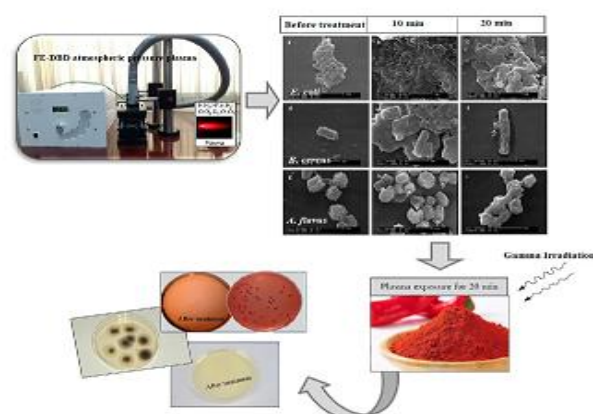 FE-DBD atmospheric pressure plasma
Plasma
Before treatment
10 min
20 min
E. coli
B. cereus
A. flavus
Gamma Irradiation
Plasma exposure for 20 min
After treatment
After treatment